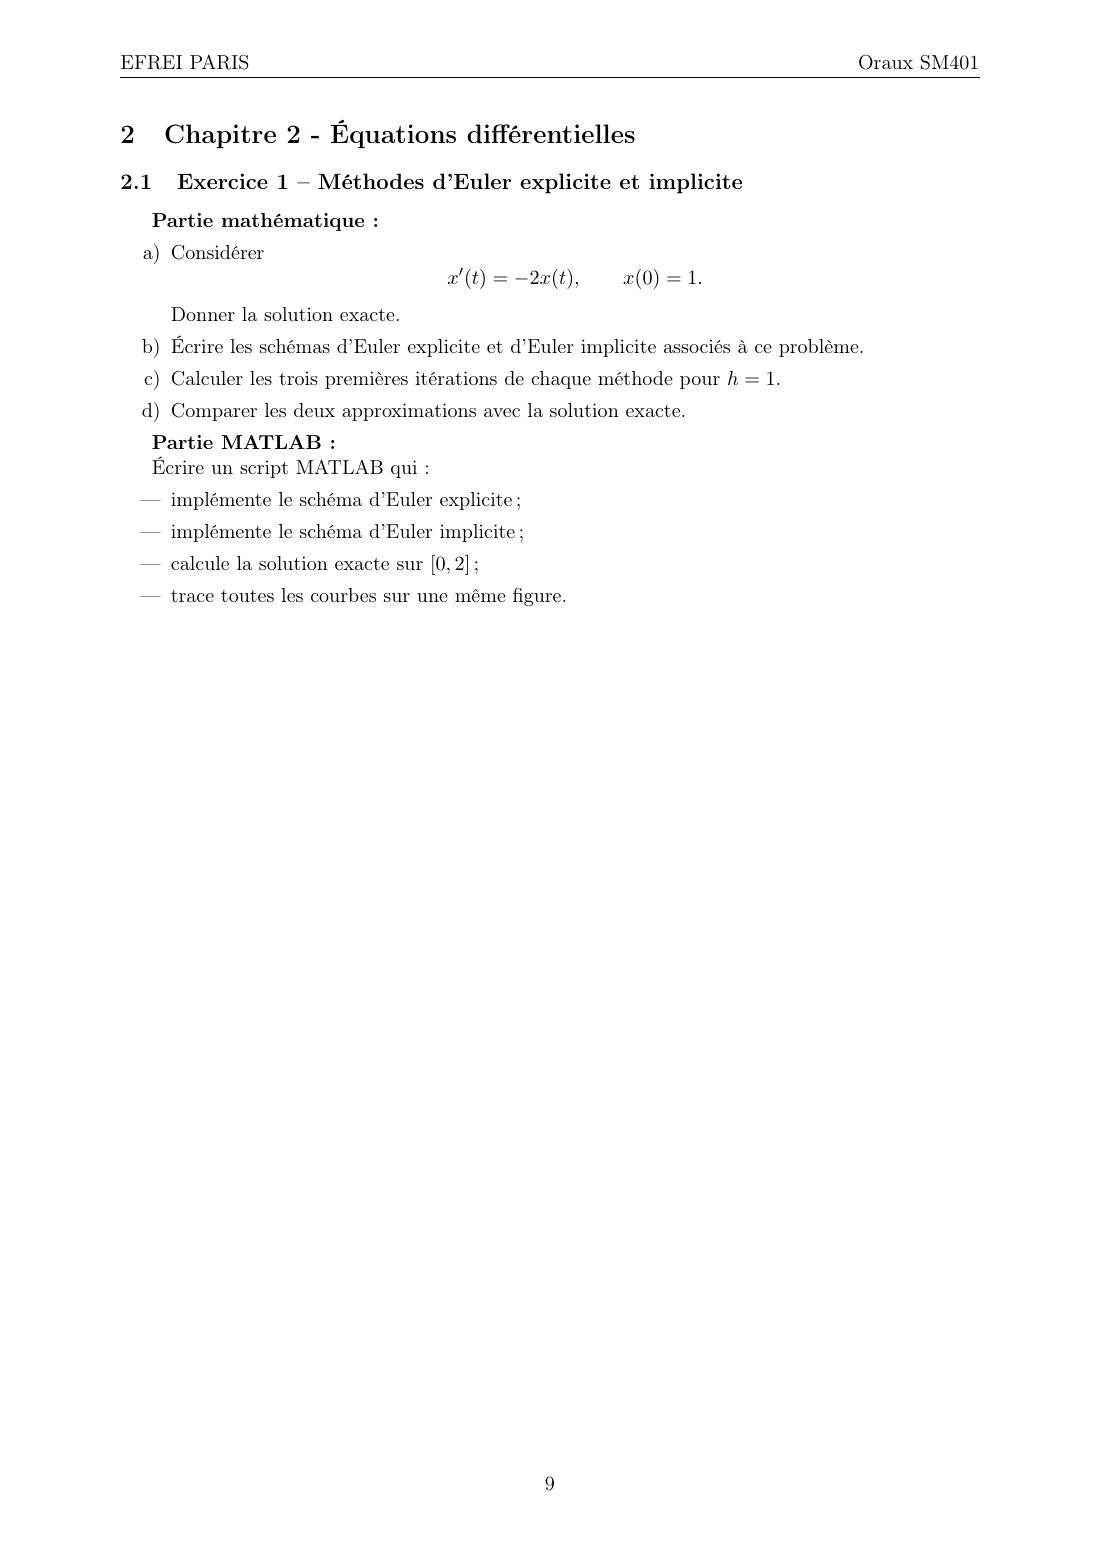 EFREI PARIS Oraux SM401
2 Chapitre 2 - Équations différentielles
2.1 Exercice 1 – Méthodes d'Euler explicite et implicite
Partie mathématique :
a) Considérer
x′(t) = −2x(t), x(0) = 1.
Donner la solution exacte.
b) Écrire les schémas d'Euler explicite et d'Euler implicite associés à ce problème.
c) Calculer les trois premières itérations de chaque méthode pour h = 1.
d) Comparer les deux approximations avec la solution exacte.
Partie MATLAB :
Écrire un script MATLAB qui :
— implémente le schéma d'Euler explicite ;
— implémente le schéma d'Euler implicite ;
— calcule la solution exacte sur [0, 2] ;
— trace toutes les courbes sur une même figure.
9